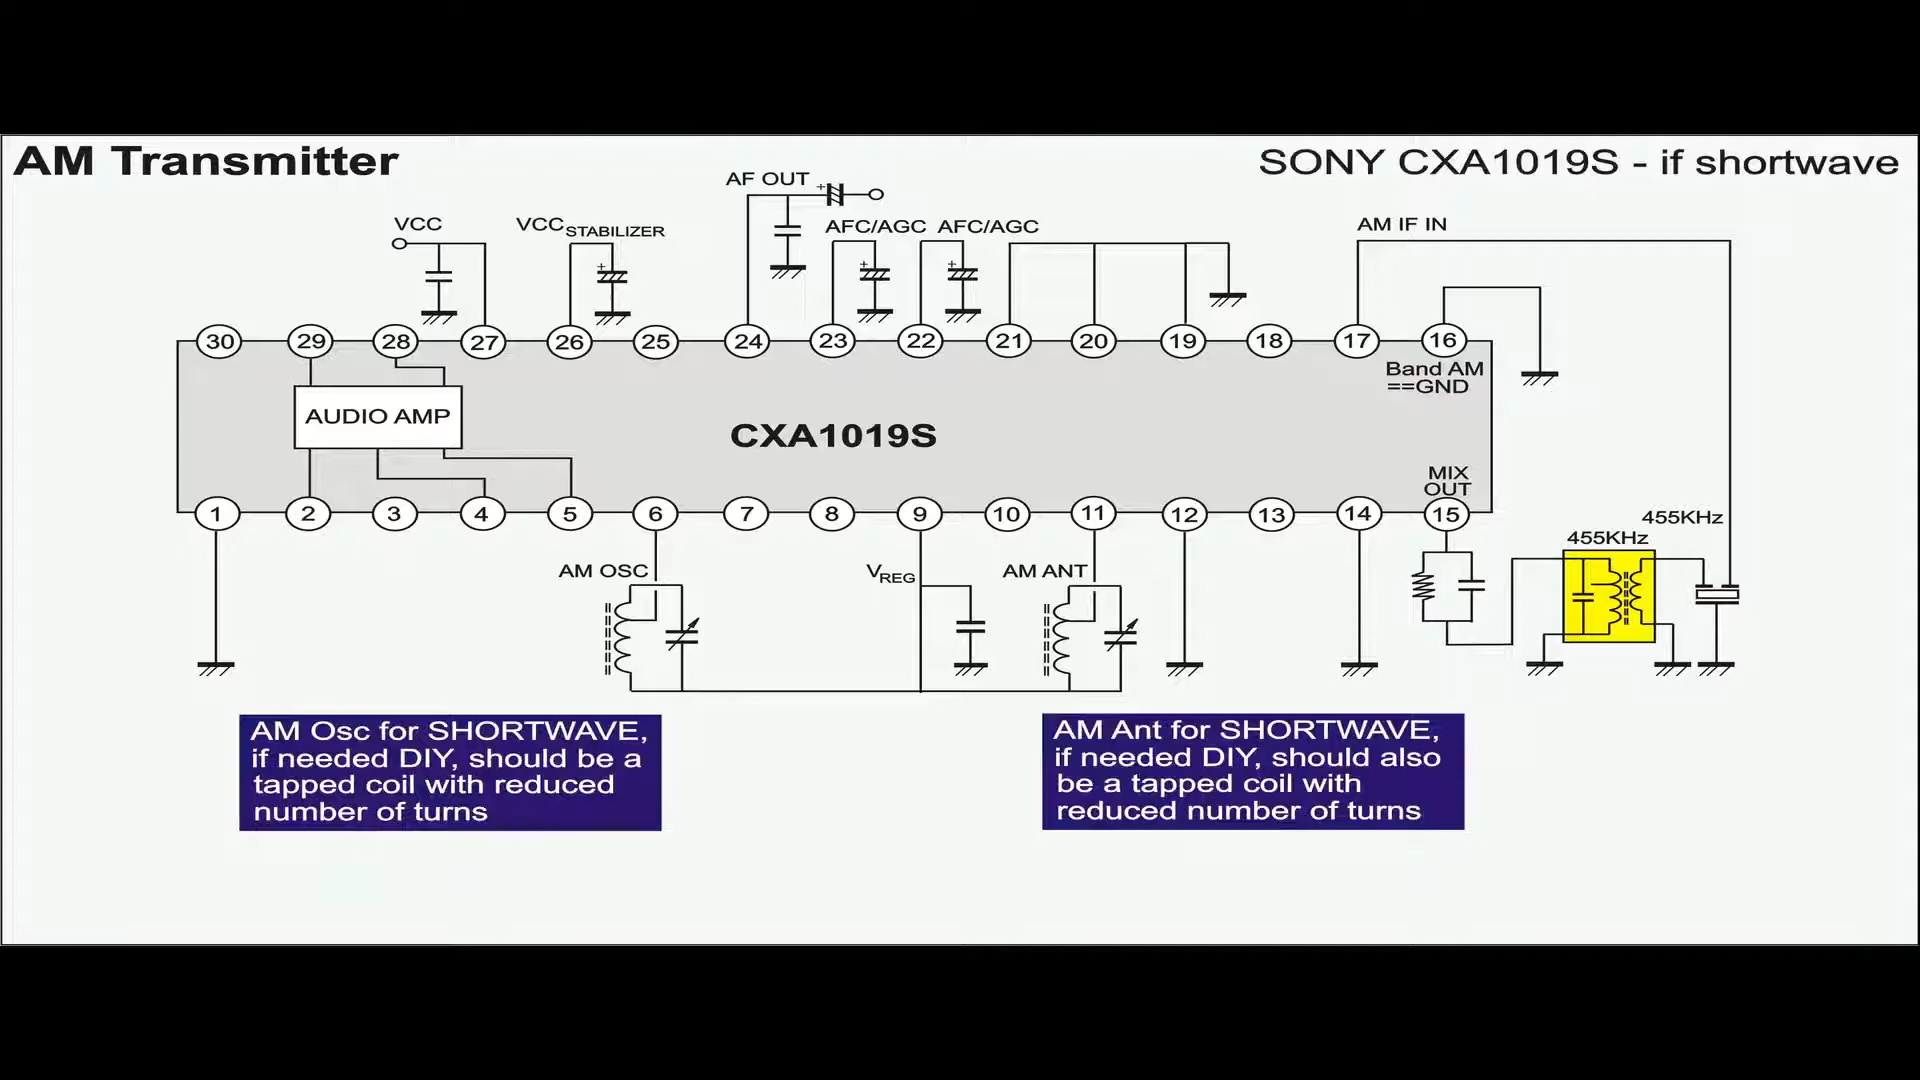 AM Transmitter
SONY CXA1019S - if shortwave
AF OUT
+
VCC
VCC STABILIZER
AFC/AGC
AFC/AGC
AM IF IN
+
+
+
30
29
28
27
26
25
24
23
22
21
20
19
18
17
16
Band AM
==GND
AUDIO AMP
CXA1019S
MIX
OUT
1
2
3
4
5
6
7
8
9
10
11
12
13
14
15
455KHz
455KHz
AM OSC
VREG
AM ANT
AM Osc for SHORTWAVE,
if needed DIY, should be a
tapped coil with reduced
number of turns
AM Ant for SHORTWAVE,
if needed DIY, should also
be a tapped coil with
reduced number of turns